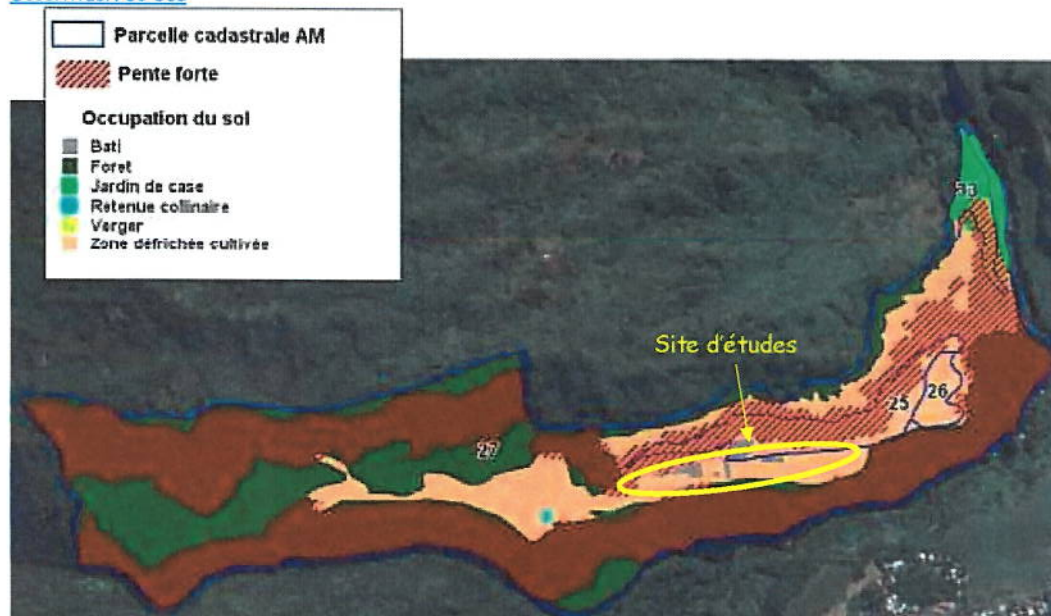 Parcelle cadastrale AM
Pente forte
Occupation du sol
Bati
Foret
Jardin de case
Retenue collinaire
Verger
Zone défrichée cultivée
Site d'études
25
26
27